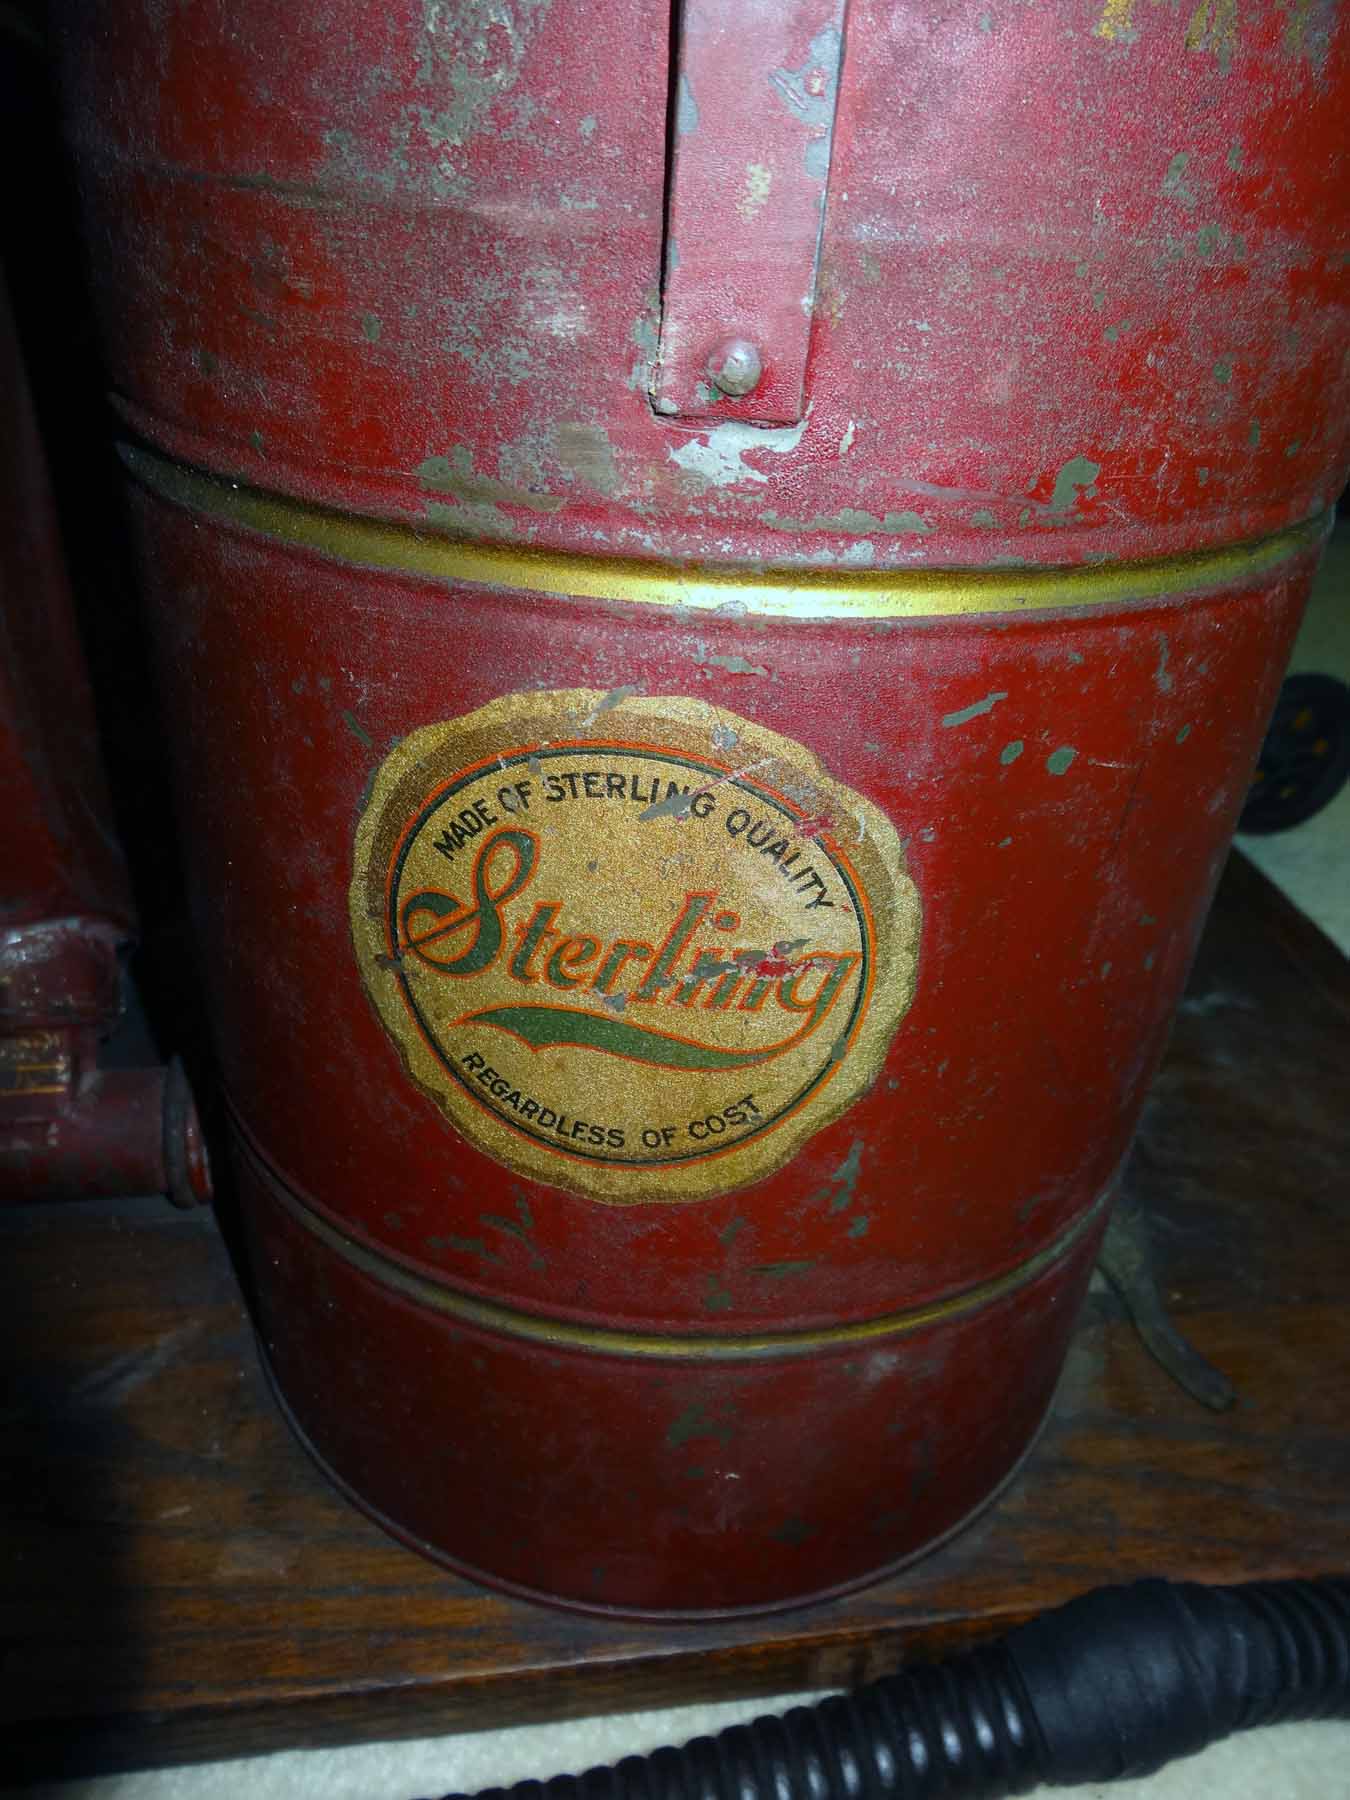 MADE OF STERLING QUALITY
Sterling
REGARDLESS OF COST